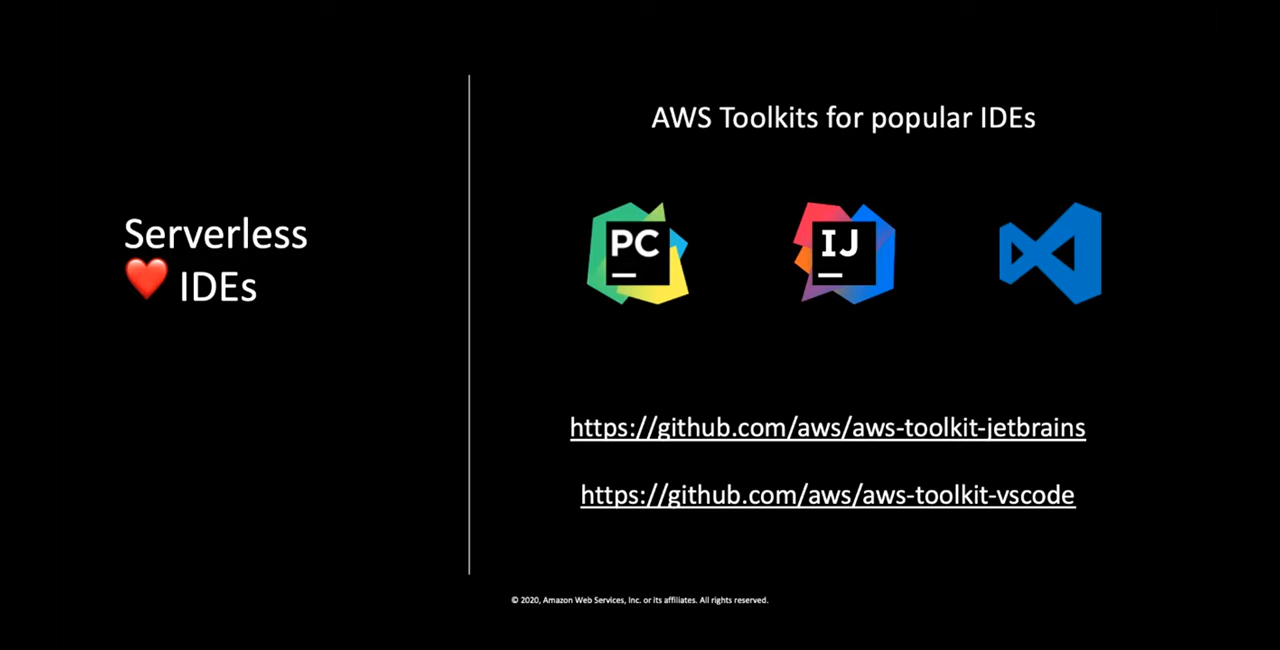 Serverless
❤️ IDEs
AWS Toolkits for popular IDEs
PC
IJ
https://github.com/aws/aws-toolkit-jetbrains
https://github.com/aws/aws-toolkit-vscode
© 2020, Amazon Web Services, Inc. or its affiliates. All rights reserved.